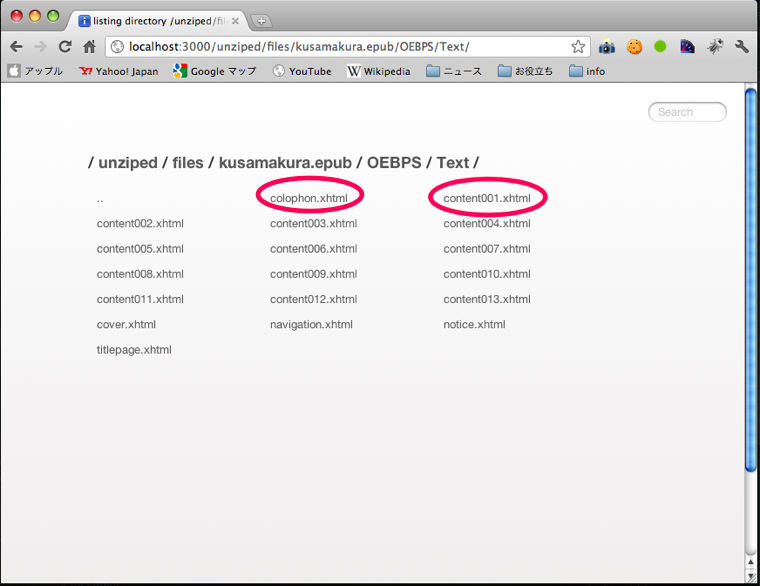 listing directory /unziped/fil
localhost:3000/unziped/files/kusamakura.epub/OEBPS/Text/
アップル Yahoo! Japan Google マップ YouTube Wikipedia ニュース お役立ち info
Search
/ unziped / files / kusamakura.epub / OEBPS / Text /
.. colophon.xhtml content001.xhtml
content002.xhtml content003.xhtml content004.xhtml
content005.xhtml content006.xhtml content007.xhtml
content008.xhtml content009.xhtml content010.xhtml
content011.xhtml content012.xhtml content013.xhtml
cover.xhtml navigation.xhtml notice.xhtml
titlepage.xhtml